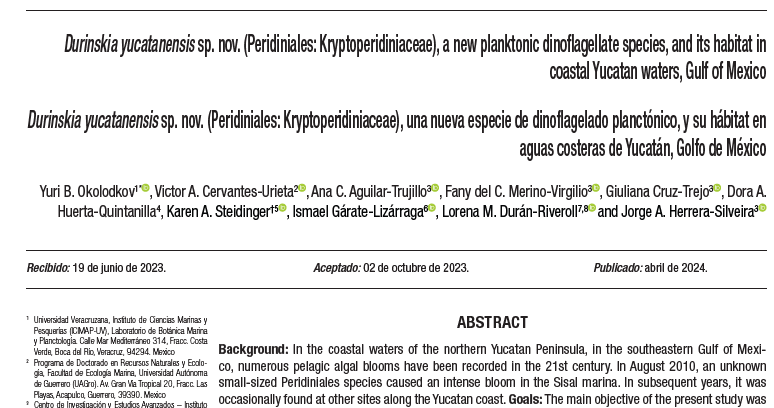 Durinskia yucatanensis sp. nov. (Peridiniales: Kryptoperidiniaceae), a new planktonic dinoflagellate species, and its habitat in
coastal Yucatan waters, Gulf of Mexico
Durinskia yucatanensis sp. nov. (Peridiniales: Kryptoperidiniaceae), una nueva especie de dinoflagelado planctónico, y su hábitat en
aguas costeras de Yucatán, Golfo de México
Yuri B. Okolodkov1*, Victor A. Cervantes-Urieta2, Ana C. Aguilar-Trujillo3, Fany del C. Merino-Virgilio3, Giuliana Cruz-Trejo3, Dora A.
Huerta-Quintanilla4, Karen A. Steidinger†5, Ismael Gárate-Lizárraga6, Lorena M. Durán-Riveroll7,8 and Jorge A. Herrera-Silveira3
Recibido: 19 de junio de 2023. Aceptado: 02 de octubre de 2023. Publicado: abril de 2024.
1 Universidad Veracruzana, Instituto de Ciencias Marinas y
Pesquerías (ICIMAP-UV), Laboratorio de Botánica Marina
y Planctología. Calle Mar Mediterráneo 314, Fracc. Costa
Verde, Boca del Río, Veracruz, 94294. Mexico
2 Programa de Doctorado en Recursos Naturales y Ecolo-
gía, Facultad de Ecología Marina, Universidad Autónoma
de Guerrero (UAGro). Av. Gran Vía Tropical 20, Fracc. Las
Playas, Acapulco, Guerrero, 39390. Mexico
3 Centro de Investigación y Estudios Avanzados – Instituto
ABSTRACT
Background: In the coastal waters of the northern Yucatan Peninsula, in the southeastern Gulf of Mexi-
co, numerous pelagic algal blooms have been recorded in the 21st century. In August 2010, an unknown
small-sized Peridiniales species caused an intense bloom in the Sisal marina. In subsequent years, it was
occasionally found at other sites along the Yucatan coast. Goals: The main objective of the present study was